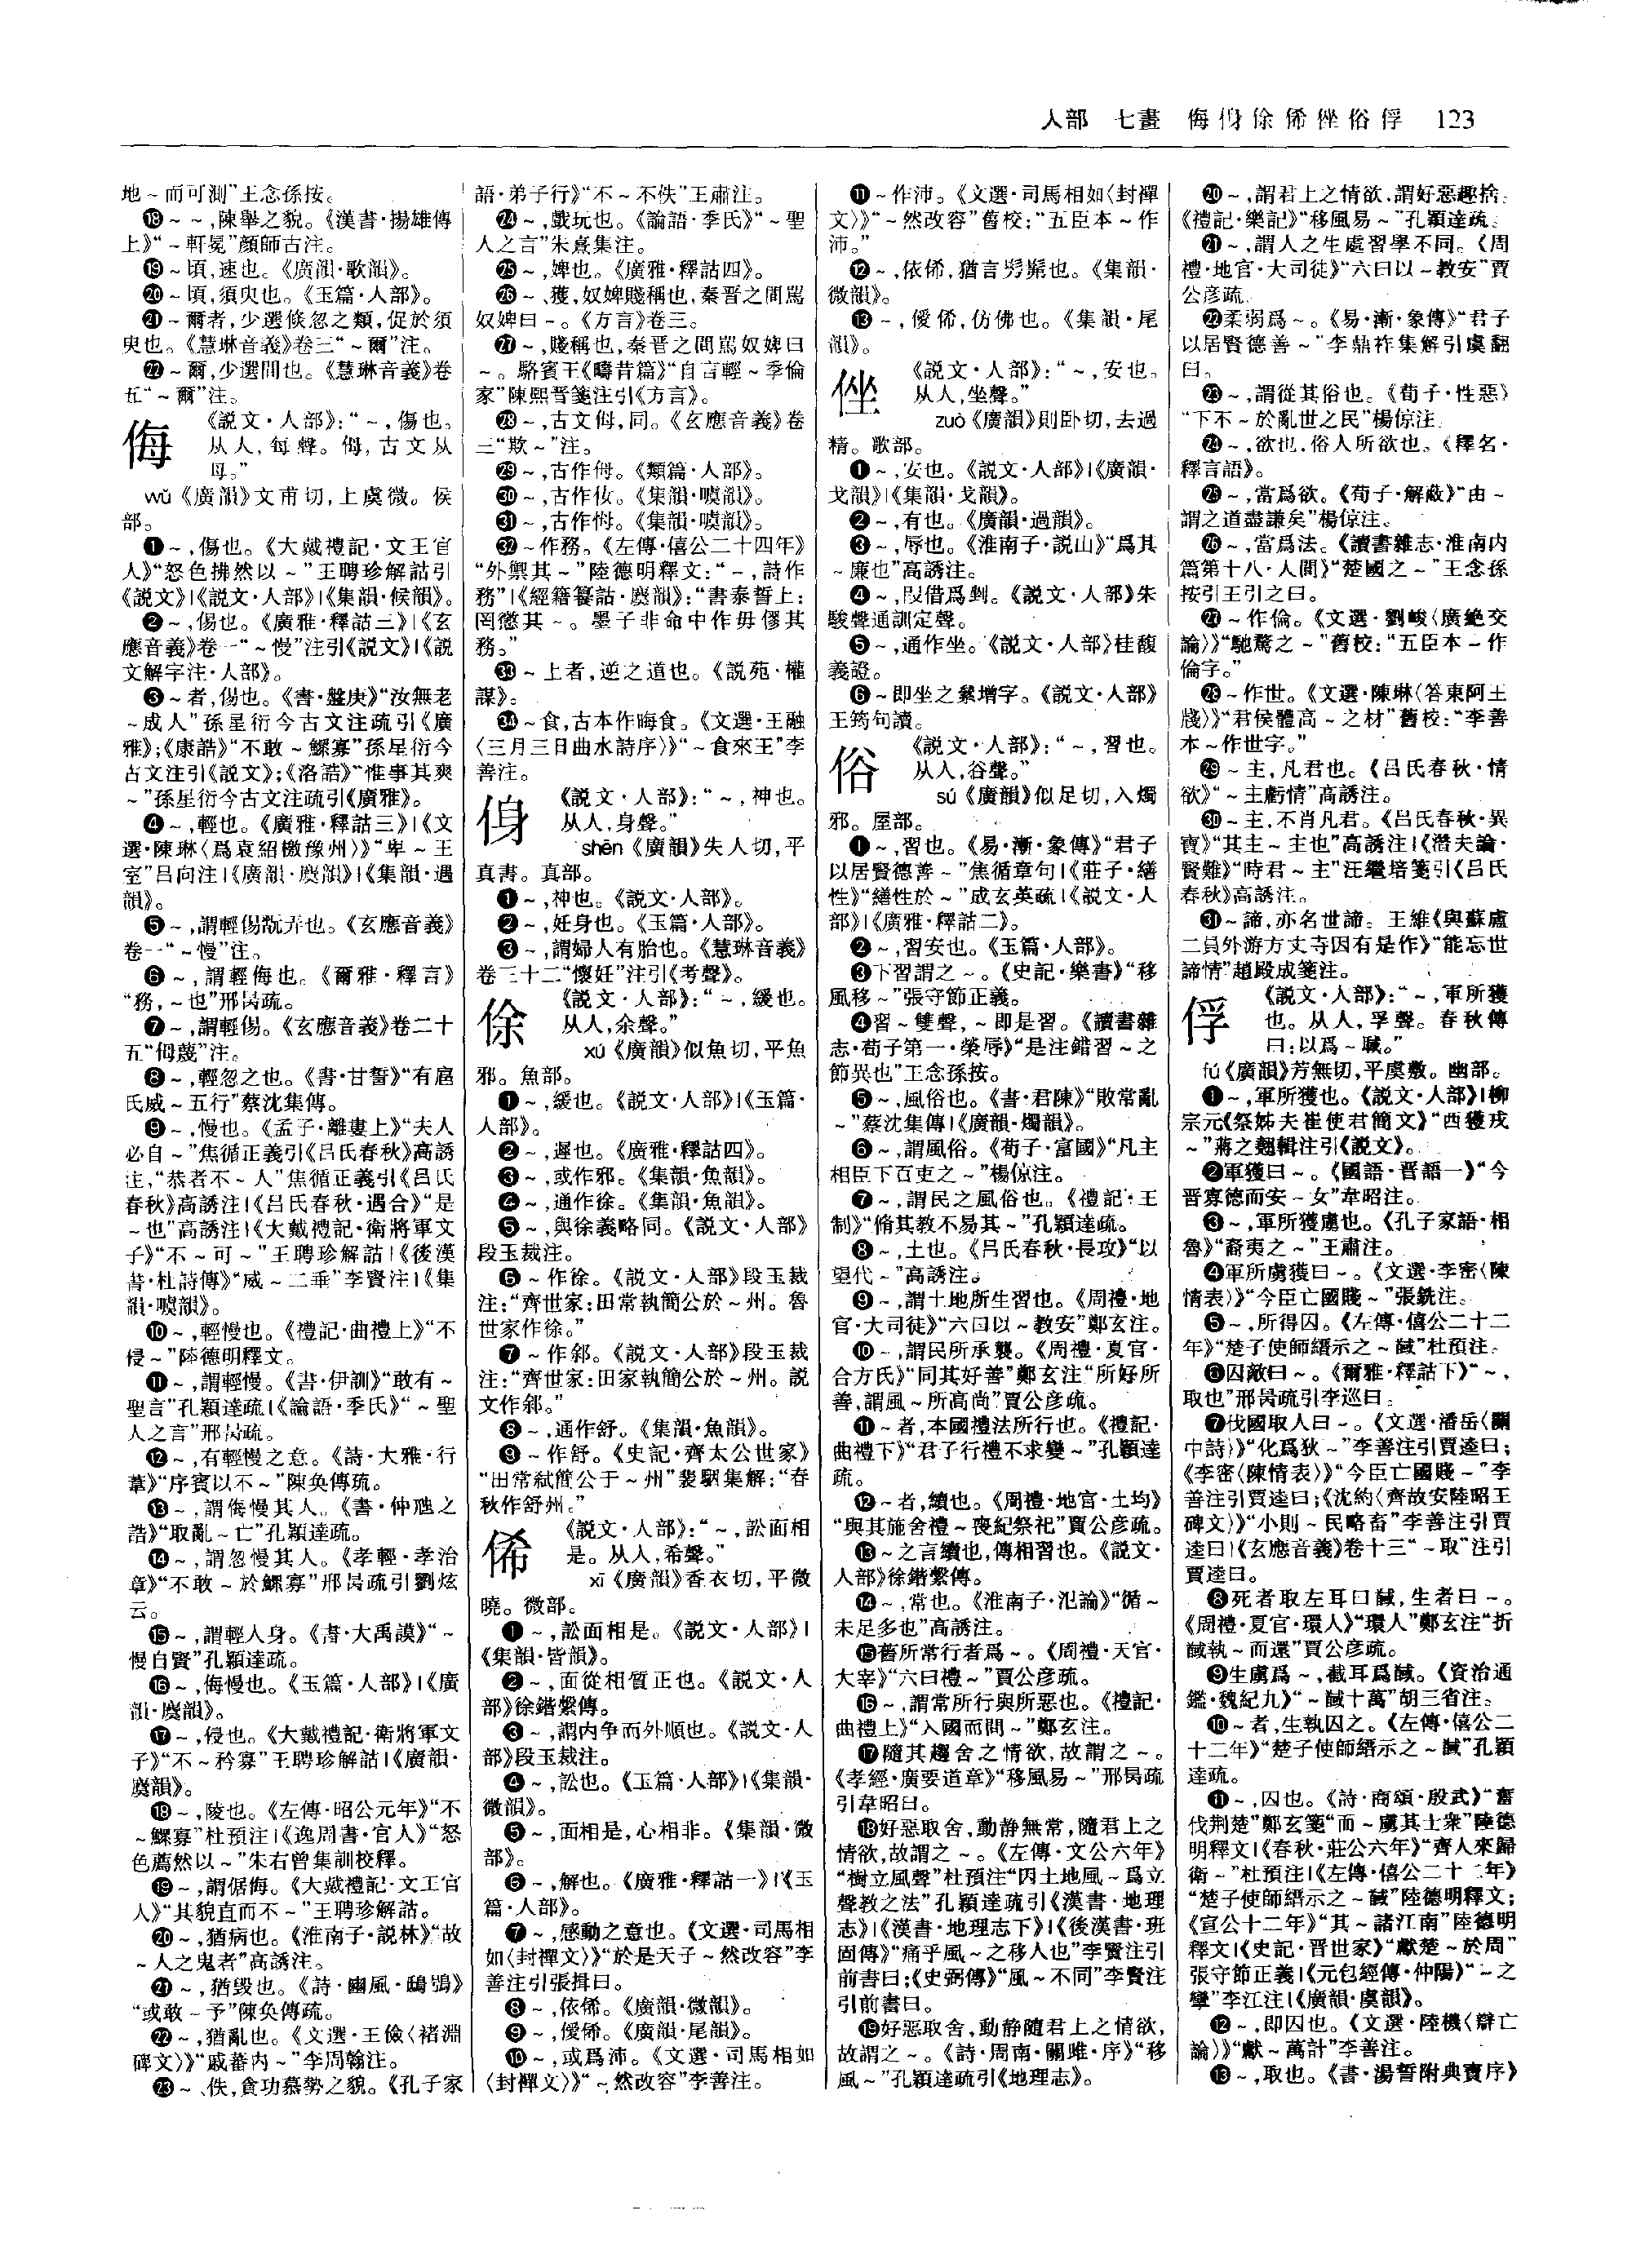 人部 七畫 侮㑗徐俙㘸俗俘 123
地～而可測”王念孫按。
⓲～～,陳舉之貌。《漢書·揚雄傳
上》“～軒冕”顔師古注。
⓳～頃,速也。《廣韻·歌韻》。
⓴～頃,須臾也。《玉篇·人部》。
㉑～爾者,少選倏忽之類,促於須
臾也。《慧琳音義》卷三“～爾”注。
㉒～爾,少選間也。《慧琳音義》卷
五“～爾”注。
侮
《説文·人部》:“～,傷也。
从人,每聲。㑄,古文从
母。”
wǔ《廣韻》文甫切,上虞微。侯
部。
❶～,傷也。《大戴禮記·文王官
人》“怒色拂然以～”王聘珍解詁引
《説文》|《説文·人部》|《集韻·候韻》。
❷～,傷也。《廣雅·釋詁三》|《玄
應音義》卷一“～慢”注引《説文》|《説
文解字注·人部》。
❸～者,傷也。《書·盤庚》“汝無老
～成人”孫星衍今古文注疏引《廣
雅》;《康誥》“不敢～鰥寡”孫星衍今
古文注引《説文》;《洛誥》“惟事其爽
～”孫星衍今古文注疏引《廣雅》。
❹～,輕也。《廣雅·釋詁三》|《文
選·陳琳〈爲袁紹檄豫州〉》“卑～王
室”吕向注|《廣韻·麌韻》|《集韻·遇
韻》。
❺～,謂輕傷翫弄也。《玄應音義》
卷一“～慢”注。
❻～,謂輕侮也。《爾雅·釋言》
“務,～也”邢昺疏。
❼～,謂輕傷。《玄應音義》卷二十
五“㑄蔑”注。
❽～,輕忽之也。《書·甘誓》“有扈
氏威～五行”蔡沈集傳。
❾～,慢也。《孟子·離婁上》“夫人
必自～”焦循正義引《吕氏春秋》高誘
注,“恭者不～人”焦循正義引《吕氏
春秋》高誘注|《吕氏春秋·遇合》“是
～也”高誘注|《大戴禮記·衛將軍文
子》“不～可～”王聘珍解詁|《後漢
書·杜詩傳》“威～二垂”李賢注|《集
韻·噳韻》。
❿～,輕慢也。《禮記·曲禮上》“不
侵～”陸德明釋文。
⓫～,謂輕慢。《書·伊訓》“敢有～
聖言”孔穎達疏|《論語·季氏》“～聖
人之言”邢昺疏。
⓬～,有輕慢之意。《詩·大雅·行
葦》“序賓以不～”陳奂傳疏。
⓭～,謂侮慢其人。《書·仲虺之
誥》“取亂～亡”孔穎達疏。
⓮～,謂忽慢其人。《孝經·孝治
章》“不敢～於鰥寡”邢昺疏引劉炫
云。
⓯～,謂輕人身。《書·大禹謨》“～
慢自賢”孔穎達疏。
⓰～,侮慢也。《玉篇·人部》|《廣
韻·麌韻》。
⓱～,侵也。《大戴禮記·衛將軍文
子》“不～矜寡”王聘珍解詁|《廣韻·
麌韻》。
⓲～,陵也。《左傳·昭公元年》“不
～鰥寡”杜預注|《逸周書·官人》“怒
色薦然以～”朱右曾集訓校釋。
⓳～,謂倨侮。《大戴禮記·文王官
人》“其貌直而不～”王聘珍解詁。
⓴～,猶病也。《淮南子·説林》“故
～人之鬼者”高誘注。
㉑～,猶毁也。《詩·豳風·鴟鴞》
“或敢～予”陳奂傳疏。
㉒～,猶亂也。《文選·王儉〈褚淵
碑文〉》“戚蕃内～”李周翰注。
㉓～、佚,貪功慕勢之貌。《孔子家
語·弟子行》“不～不佚”王肅注。
㉔～,戲玩也。《論語·季氏》“～聖
人之言”朱熹集注。
㉕～,婢也。《廣雅·釋詁四》。
㉖～、獲,奴婢賤稱也,秦晋之間駡
奴婢曰～。《方言》卷三。
㉗～,賤稱也,秦晋之間駡奴婢曰
～。駱賓王《疇昔篇》“自言輕～季倫
家”陳熙晋箋注引《方言》。
㉘～,古文㑄,同。《玄應音義》卷
三“欺～”注。
㉙～,古作㑄。《類篇·人部》。
㉚～,古作㚢。《集韻·噳韻》。
㉛～,古作㑄。《集韻·噳韻》。
㉜～作務。《左傳·僖公二十四年》
“外禦其～”陸德明釋文:“～,詩作
務”|《經籍籑詁·麌韻》:“書泰誓上:
罔懲其～。墨子非命中作毋僇其
務。”
㉝～上者,逆之道也。《説苑·權
謀》。
㉞～食,古本作晦食。《文選·王融
〈三月三日曲水詩序〉》“～食來王”李
善注。
㑗
《説文·人部》:“～,神也。
从人,身聲。”
shēn《廣韻》失人切,平
真書。真部。
❶～,神也。《説文·人部》。
❷～,妊身也。《玉篇·人部》。
❸～,謂婦人有胎也。《慧琳音義》
卷三十二“懷妊”注引《考聲》。
俆
《説文·人部》:“～,緩也。
从人,余聲。”
xú《廣韻》似魚切,平魚
邪。魚部。
❶～,緩也。《説文·人部》|《玉篇·
人部》。
❷～,遲也。《廣雅·釋詁四》。
❸～,或作邪。《集韻·魚韻》。
❹～,通作徐。《集韻·魚韻》。
❺～,與徐義略同。《説文·人部》
段玉裁注。
❻～作徐。《説文·人部》段玉裁
注:“齊世家:田常執簡公於～州。魯
世家作徐。”
❼～作䣄。《説文·人部》段玉裁
注:“齊世家:田家執簡公於～州。説
文作䣄。”
❽～,通作舒。《集韻·魚韻》。
❾～作舒。《史記·齊太公世家》
“田常弑簡公于～州”裴駰集解:“春
秋作舒州。”
俙
《説文·人部》:“～,訟面相
是。从人,希聲。”
xī《廣韻》香衣切,平微
曉。微部。
❶～,訟面相是。《説文·人部》|
《集韻·皆韻》。
❷～,面從相質正也。《説文·人
部》徐鍇繫傳。
❸～,謂内争而外順也。《説文·人
部》段玉裁注。
❹～,訟也。《玉篇·人部》|《集韻·
微韻》。
❺～,面相是,心相非。《集韻·微
部》。
❻～,解也。《廣雅·釋詁一》|《玉
篇·人部》。
❼～,感動之意也。《文選·司馬相
如〈封禪文〉》“於是天子～然改容”李
善注引張揖曰。
❽～,依俙。《廣韻·微韻》。
❾～,僾俙。《廣韻·尾韻》。
❿～,或爲沛。《文選·司馬相如
〈封禪文〉》“～然改容”李善注。
⓫～作沛。《文選·司馬相如〈封禪
文〉》“～然改容”舊校:“五臣本～作
沛。”
⓬～,依俙,猶言髣髴也。《集韻·
微韻》。
⓭～,僾俙,仿佛也。《集韻·尾
韻》。
㘸
《説文·人部》:“～,安也。
从人,坐聲。”
zuò《廣韻》則卧切,去過
精。歌部。
❶～,安也。《説文·人部》|《廣韻·
戈韻》|《集韻·戈韻》。
❷～,有也。《廣韻·過韻》。
❸～,辱也。《淮南子·説山》“爲其
～廉也”高誘注。
❹～,叚借爲剉。《説文·人部》朱
駿聲通訓定聲。
❺～,通作坐。《説文·人部》桂馥
義證。
❻～即坐之絫增字。《説文·人部》
王筠句讀。
俗
《説文·人部》:“～,習也。
从人,谷聲。”
sú《廣韻》似足切,入燭
邪。屋部。
❶～,習也。《易·漸·象傳》“君子
以居賢德善～”焦循章句|《莊子·繕
性》“繕性於～”成玄英疏|《説文·人
部》|《廣雅·釋詁二》。
❷～,習安也。《玉篇·人部》。
❸下習謂之～。《史記·樂書》“移
風移～”張守節正義。
❹習～雙聲,～即是習。《讀書雜
志·荀子第一·榮辱》“是注錯習～之
節異也”王念孫按。
❺～,風俗也。《書·君陳》“敗常亂
～”蔡沈集傳|《廣韻·燭韻》。
❻～,謂風俗。《荀子·富國》“凡主
相臣下百吏之～”楊倞注。
❼～,謂民之風俗也。《禮記·王
制》“脩其教不易其～”孔穎達疏。
❽～,土也。《吕氏春秋·長攻》“以
望代～”高誘注。
❾～,謂土地所生習也。《周禮·地
官·大司徒》“六曰以～教安”鄭玄注。
❿～,謂民所承襲。《周禮·夏官·
合方氏》“同其好善”鄭玄注“所好所
善,謂風～所高尚”賈公彦疏。
⓫～者,本國禮法所行也。《禮記·
曲禮下》“君子行禮不求變～”孔穎達
疏。
⓬～者,續也。《周禮·地官·土均》
“與其施舍禮～喪紀祭祀”賈公彦疏。
⓭～之言續也,傳相習也。《説文·
人部》徐鍇繫傳。
⓮～,常也。《淮南子·氾論》“循～
未足多也”高誘注。
⓯舊所常行者爲～。《周禮·天官·
大宰》“六曰禮～”賈公彦疏。
⓰～,謂常所行與所惡也。《禮記·
曲禮上》“入國而問～”鄭玄注。
⓱隨其趨舍之情欲,故謂之～。
《孝經·廣要道章》“移風易～”邢昺疏
引韋昭曰。
⓲好惡取舍,動静無常,隨君上之
情欲,故謂之～。《左傳·文公六年》
“樹立風聲”杜預注“因土地風～爲立
聲教之法”孔穎達疏引《漢書·地理
志》|《漢書·地理志下》|《後漢書·班
固傳》“痛乎風～之移人也”李賢注引
前書曰;《史弼傳》“風～不同”李賢注
引前書曰。
⓳好惡取舍,動静隨君上之情欲,
故謂之～。《詩·周南·關雎·序》“移
風～”孔穎達疏引《地理志》。
⓴～,謂君上之情欲,謂好惡趣捨。
《禮記·樂記》“移風易～”孔穎達疏。
㉑～,謂人之生處習學不同。《周
禮·地官·大司徒》“六曰以～教安”賈
公彦疏。
㉒柔弱爲～。《易·漸·象傳》“君子
以居賢德善～”李鼎祚集解引虞翻
曰。
㉓～,謂從其俗也。《荀子·性惡》
“下不～於亂世之民”楊倞注。
㉔～,欲也,俗人所欲也。《釋名·
釋言語》。
㉕～,當爲欲。《荀子·解蔽》“由～
謂之道盡嗛矣”楊倞注。
㉖～,當爲法。《讀書雜志·淮南内
篇第十八·人間》“楚國之～”王念孫
按引王引之曰。
㉗～作倫。《文選·劉峻〈廣絶交
論〉》“馳騖之～”舊校:“五臣本～作
倫字。”
㉘～作世。《文選·陳琳〈答東阿王
牋〉》“君侯體高～之材”舊校:“李善
本～作世字。”
㉙～主,凡君也。《吕氏春秋·情
欲》“～主虧情”高誘注。
㉚～主,不肖凡君。《吕氏春秋·異
寶》“其主～主也”高誘注|《潛夫論·
賢難》“時君～主”汪繼培箋引《吕氏
春秋》高誘注。
㉛～諦,亦名世諦。王維《與蘇盧
二員外游方丈寺因有是作》“能忘世
諦情”趙殿成箋注。
俘
《説文·人部》:“～,軍所獲
也。从人,孚聲。春秋傳
曰:以爲～聝。”
fú《廣韻》芳無切,平虞敷。幽部。
❶～,軍所獲也。《説文·人部》|柳
宗元《祭姊夫崔使君簡文》“西獲戎
～”蔣之翹輯注引《説文》。
❷軍獲曰～。《國語·晋語一》“今
晋寡德而安～女”韋昭注。
❸～,軍所獲虜也。《孔子家語·相
魯》“裔夷之～”王肅注。
❹軍所虜獲曰～。《文選·李密〈陳
情表〉》“今臣亡國賤～”張銑注。
❺～,所得囚。《左傳·僖公二十二
年》“楚子使師縉示之～馘”杜預注。
❻囚敵曰～。《爾雅·釋詁下》“～,
取也”邢昺疏引李巡曰。
❼伐國取人曰～。《文選·潘岳〈關
中詩〉》“化爲狄～”李善注引賈逵曰;
《李密〈陳情表〉》“今臣亡國賤～”李
善注引賈逵曰;《沈約〈齊故安陸昭王
碑文〉》“小則～民略畜”李善注引賈
逵曰|《玄應音義》卷十三“～取”注引
賈逵曰。
❽死者取左耳曰馘,生者曰～。
《周禮·夏官·環人》“環人”鄭玄注“折
馘執～而還”賈公彦疏。
❾生虜爲～,截耳爲馘。《資治通
鑑·魏紀九》“～馘十萬”胡三省注。
❿～者,生執囚之。《左傳·僖公二
十二年》“楚子使師縉示之～馘”孔穎
達疏。
⓫～,囚也。《詩·商頌·殷武》“奮
伐荆楚”鄭玄箋“而～虜其士衆”陸德
明釋文|《春秋·莊公六年》“齊人來歸
衛～”杜預注|《左傳·僖公二十二年》
“楚子使師縉示之～馘”陸德明釋文;
《宣公十二年》“其～諸江南”陸德明
釋文|《史記·晋世家》“獻楚～於周”
張守節正義|《元包經傳·仲陽》“～之
孿”李江注|《廣韻·虞韻》。
⓬～,即囚也。《文選·陸機〈辯亡
論〉》“獻～萬計”李善注。
⓭～,取也。《書·湯誓附典寶序》